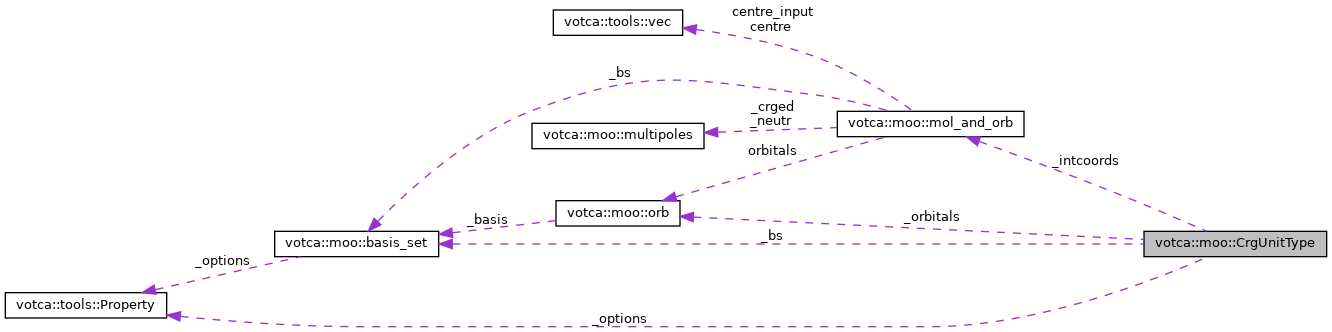 centre_input
centre
votca::tools::vec
_bs
_crged
_neutr
votca::moo::mol_and_orb
votca::moo::multipoles
orbitals
_intcoords
votca::moo::orb
_basis
_orbitals
_bs
votca::moo::basis_set
votca::moo::CrgUnitType
_options
votca::tools::Property
_options